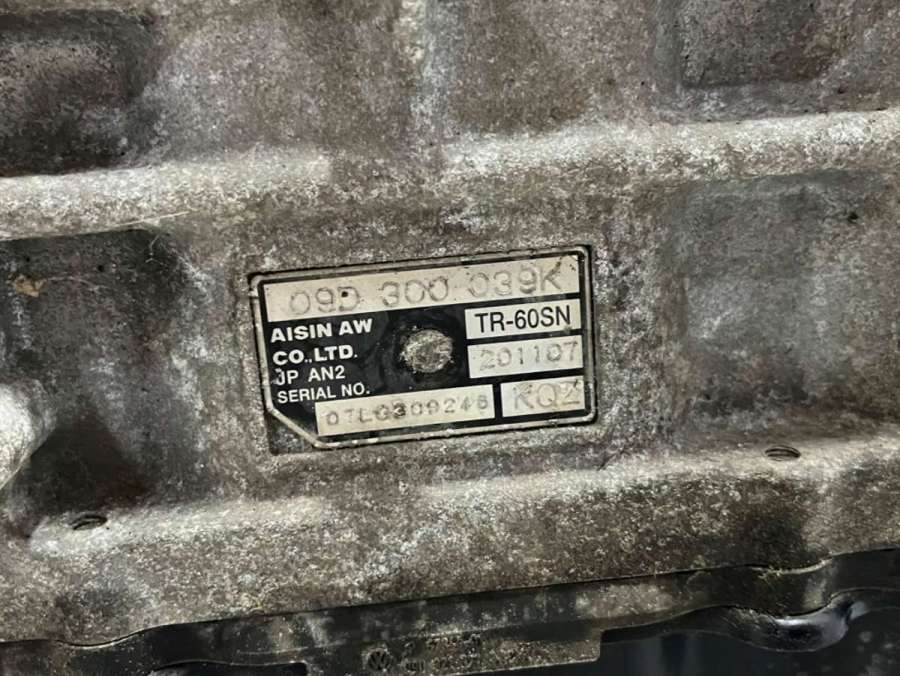 09D 300 039K
AISIN AW
CO.,LTD.
JP AN2
TR-60SN
201107
SERIAL NO.
07LG309246
KQZ